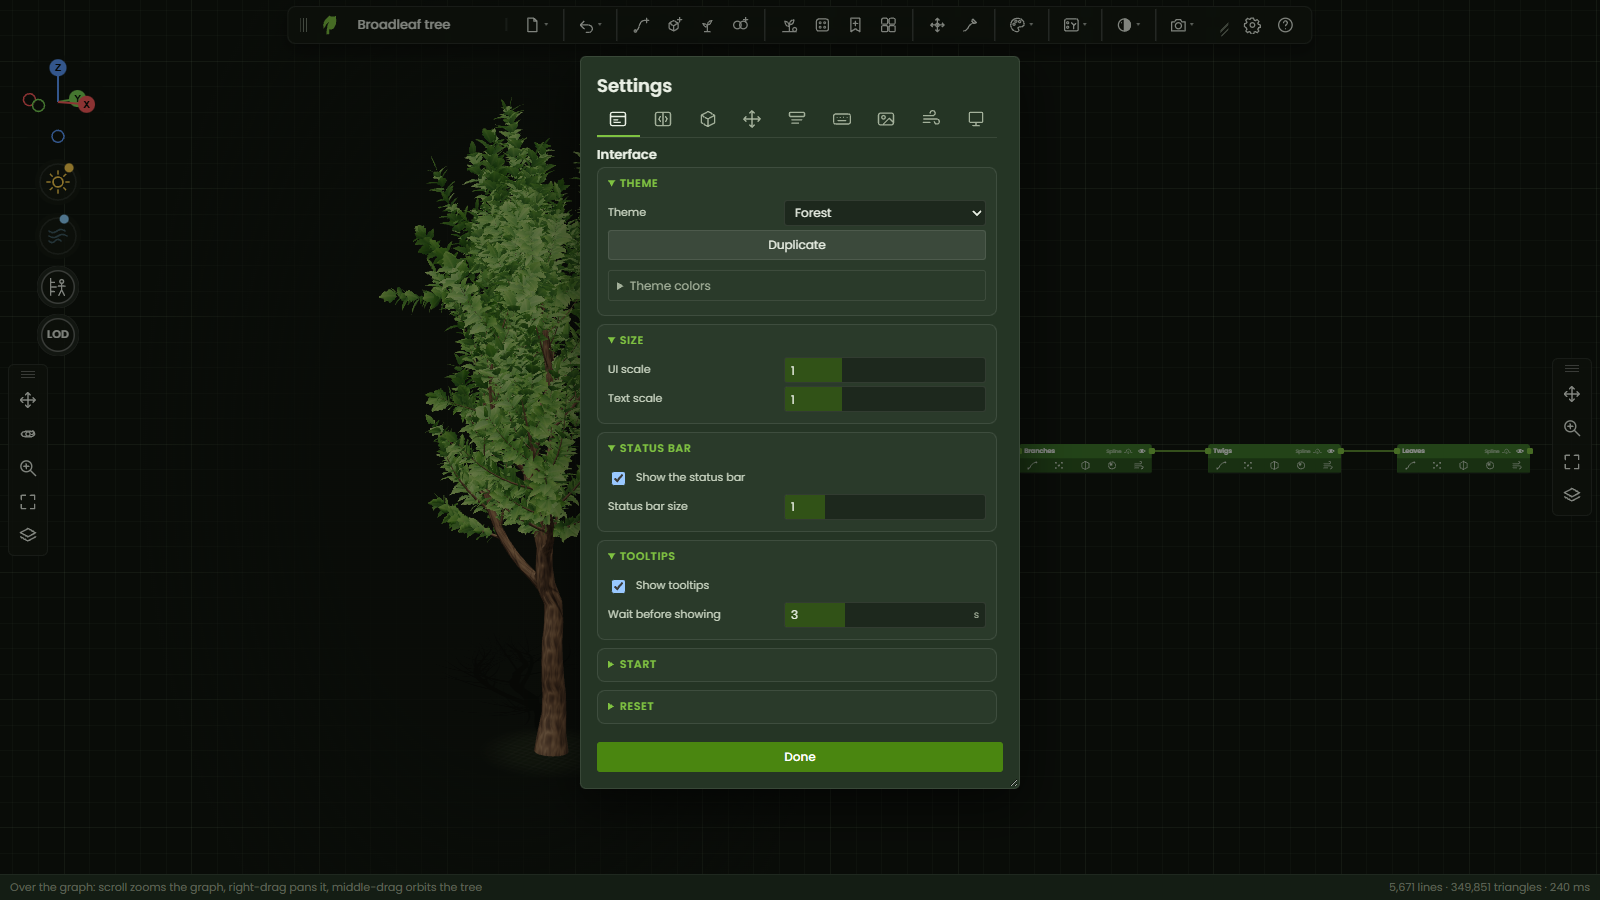 Broadleaf tree
Z
Y
X
LOD
Settings
Interface
THEME
Theme
Forest
Duplicate
Theme colors
SIZE
UI scale
1
Text scale
1
STATUS BAR
Show the status bar
Status bar size
1
TOOLTIPS
Show tooltips
Wait before showing
3
s
START
RESET
Done
Branches
Spline
Twigs
Spline
Leaves
Spline
Over the graph: scroll zooms the graph, right-drag pans it, middle-drag orbits the tree
5,671 lines · 349,851 triangles · 240 ms